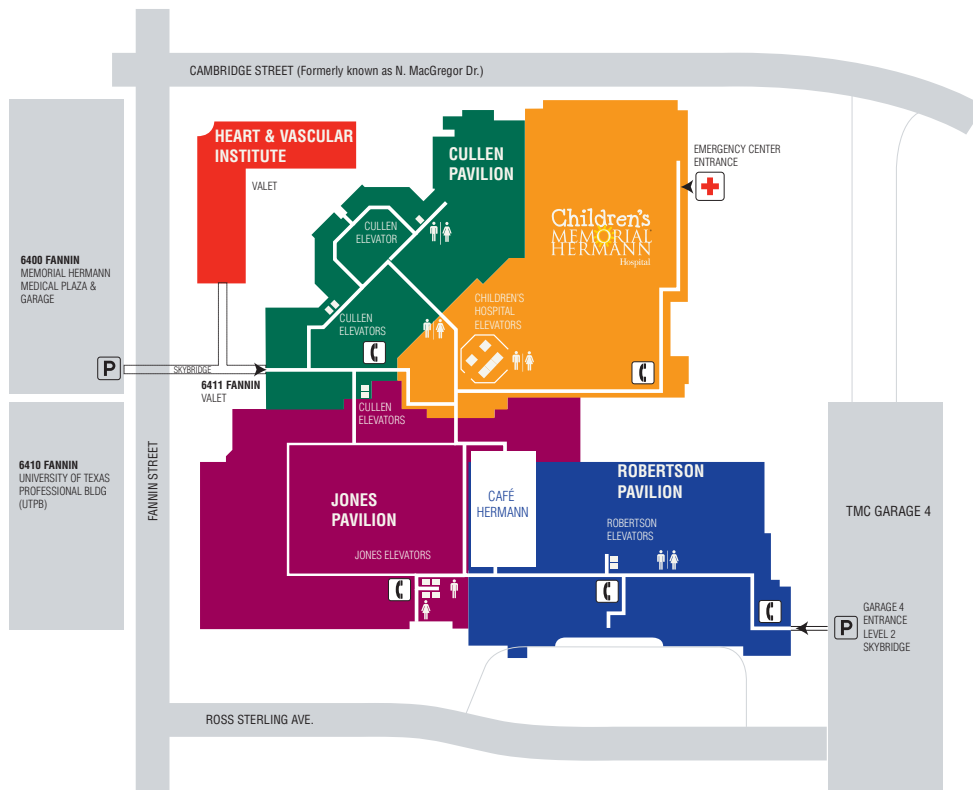 CAMBRIDGE STREET (Formerly known as N. MacGregor Dr.)
HEART & VASCULAR
INSTITUTE
VALET
CULLEN
PAVILION
EMERGENCY CENTER
ENTRANCE
CULLEN
ELEVATOR
Children's
MEMORIAL
HERMANN
Hospital
6400 FANNIN
MEMORIAL HERMANN
MEDICAL PLAZA &
GARAGE
CHILDREN'S
HOSPITAL
ELEVATORS
CULLEN
ELEVATORS
P
SKYBRIDGE
6411 FANNIN
VALET
CULLEN
ELEVATORS
6410 FANNIN
UNIVERSITY OF TEXAS
PROFESSIONAL BLDG
(UTPB)
FANNIN STREET
JONES
PAVILION
JONES ELEVATORS
CAFÉ
HERMANN
ROBERTSON
PAVILION
ROBERTSON
ELEVATORS
TMC GARAGE 4
P
GARAGE 4
ENTRANCE
LEVEL 2
SKYBRIDGE
ROSS STERLING AVE.